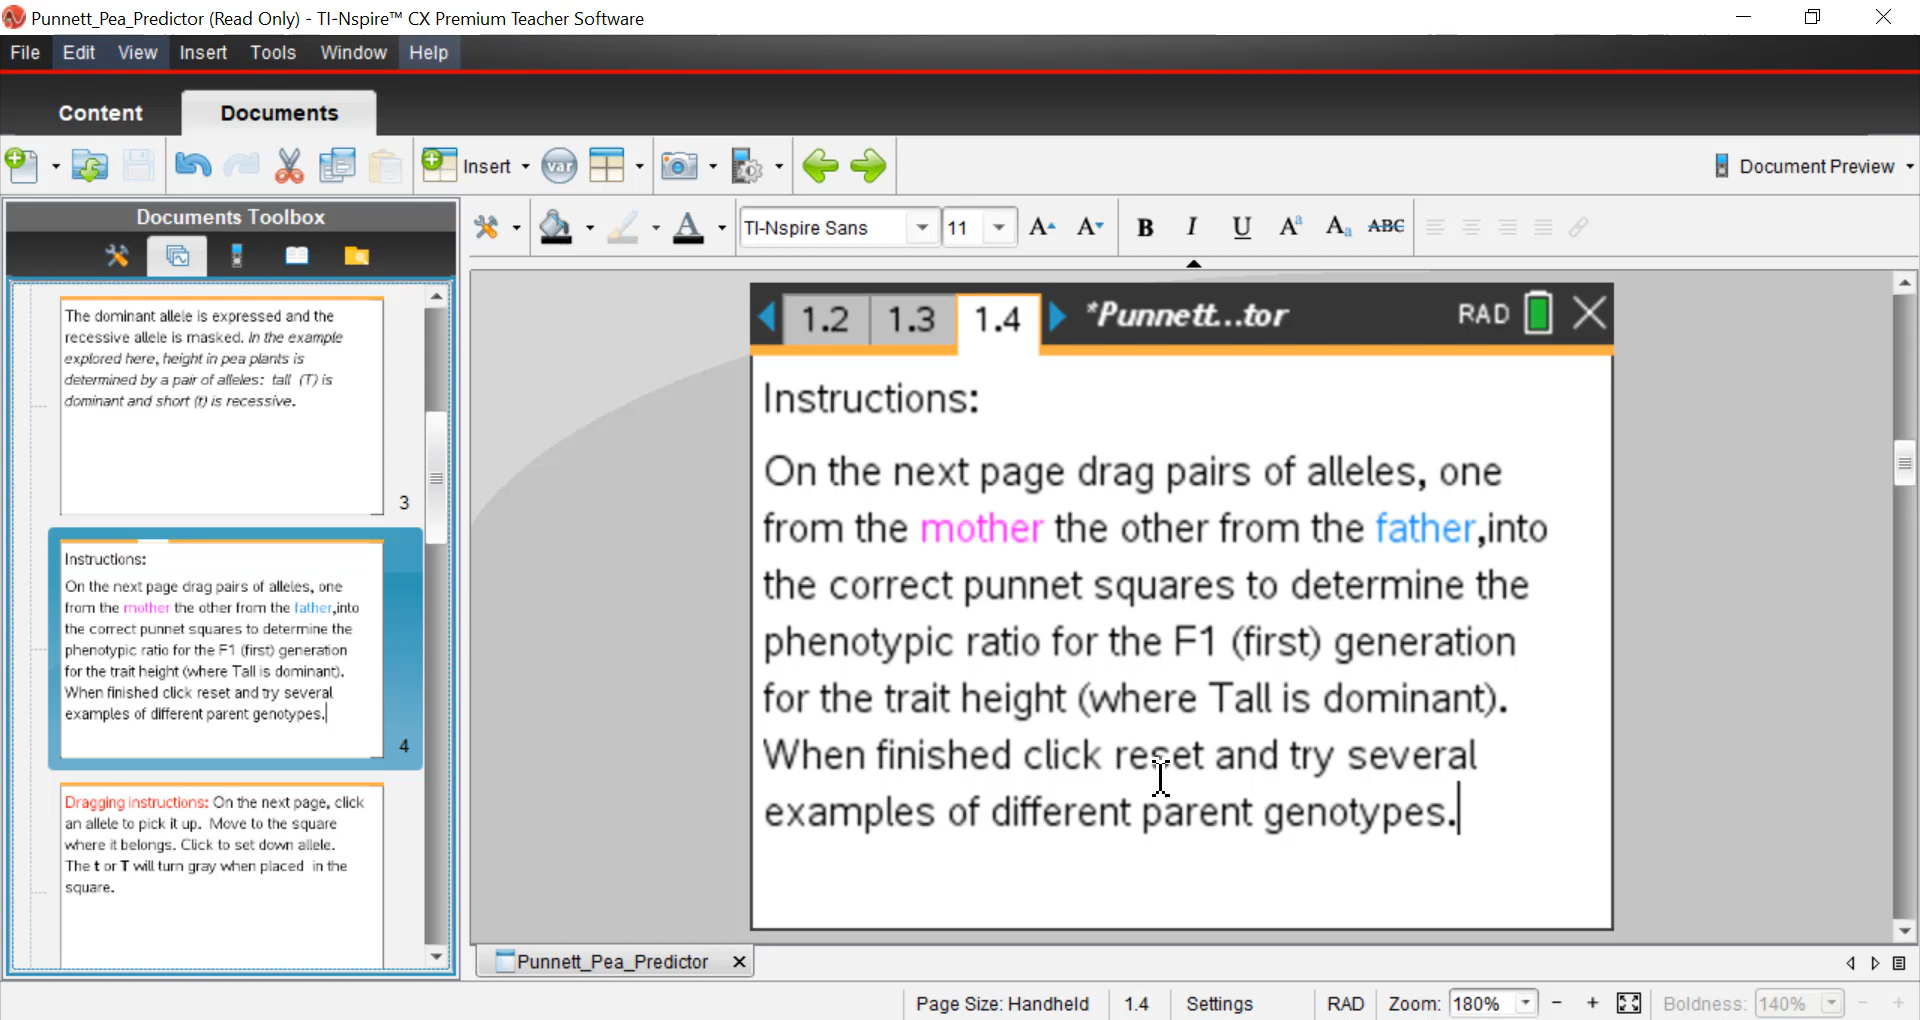 Punnett_Pea_Predictor (Read Only) - TI-Nspire™ CX Premium Teacher Software
File Edit View Insert Tools Window Help
Content Documents
Insert var Document Preview
Documents Toolbox
TI-Nspire Sans 11 A A B I U Aa Aa ABC
The dominant allele is expressed and the
recessive allele is masked. In the example
explored here, height in pea plants is
determined by a pair of alleles: tall (T) is
dominant and short (t) is recessive.
3
Instructions:
On the next page drag pairs of alleles, one
from the mother the other from the father,into
the correct punnet squares to determine the
phenotypic ratio for the F1 (first) generation
for the trait height (where Tall is dominant).
When finished click reset and try several
examples of different parent genotypes.
4
Dragging instructions: On the next page, click
an allele to pick it up. Move to the square
where it belongs. Click to set down allele.
The t or T will turn gray when placed in the
square.
1.2 1.3 1.4 *Punnett...tor RAD
Instructions:
On the next page drag pairs of alleles, one
from the mother the other from the father,into
the correct punnet squares to determine the
phenotypic ratio for the F1 (first) generation
for the trait height (where Tall is dominant).
When finished click reset and try several
examples of different parent genotypes.
Punnett_Pea_Predictor
Page Size: Handheld 1.4 Settings RAD Zoom: 180% - + Boldness: 140% - +